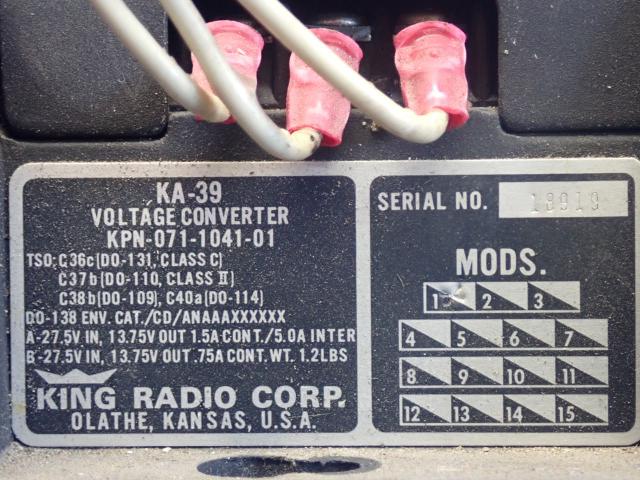 KA-39
VOLTAGE CONVERTER
KPN-071-1041-01
TSO: C36c (DO-131, CLASS C)
C37b (DO-110, CLASS II)
C38b (DO-109), C40a (DO-114)
DO-138 ENV. CAT./CD/ANAAAXXXXXX
A-27.5V IN, 13.75V OUT 1.5A CONT./5.0A INTER
B-27.5V IN, 13.75V OUT .75A CONT. WT. 1.2LBS
KING RADIO CORP.
OLATHE, KANSAS, U.S.A.
SERIAL NO. 18919
MODS.
1 2 3
4 5 6 7
8 9 10 11
12 13 14 15